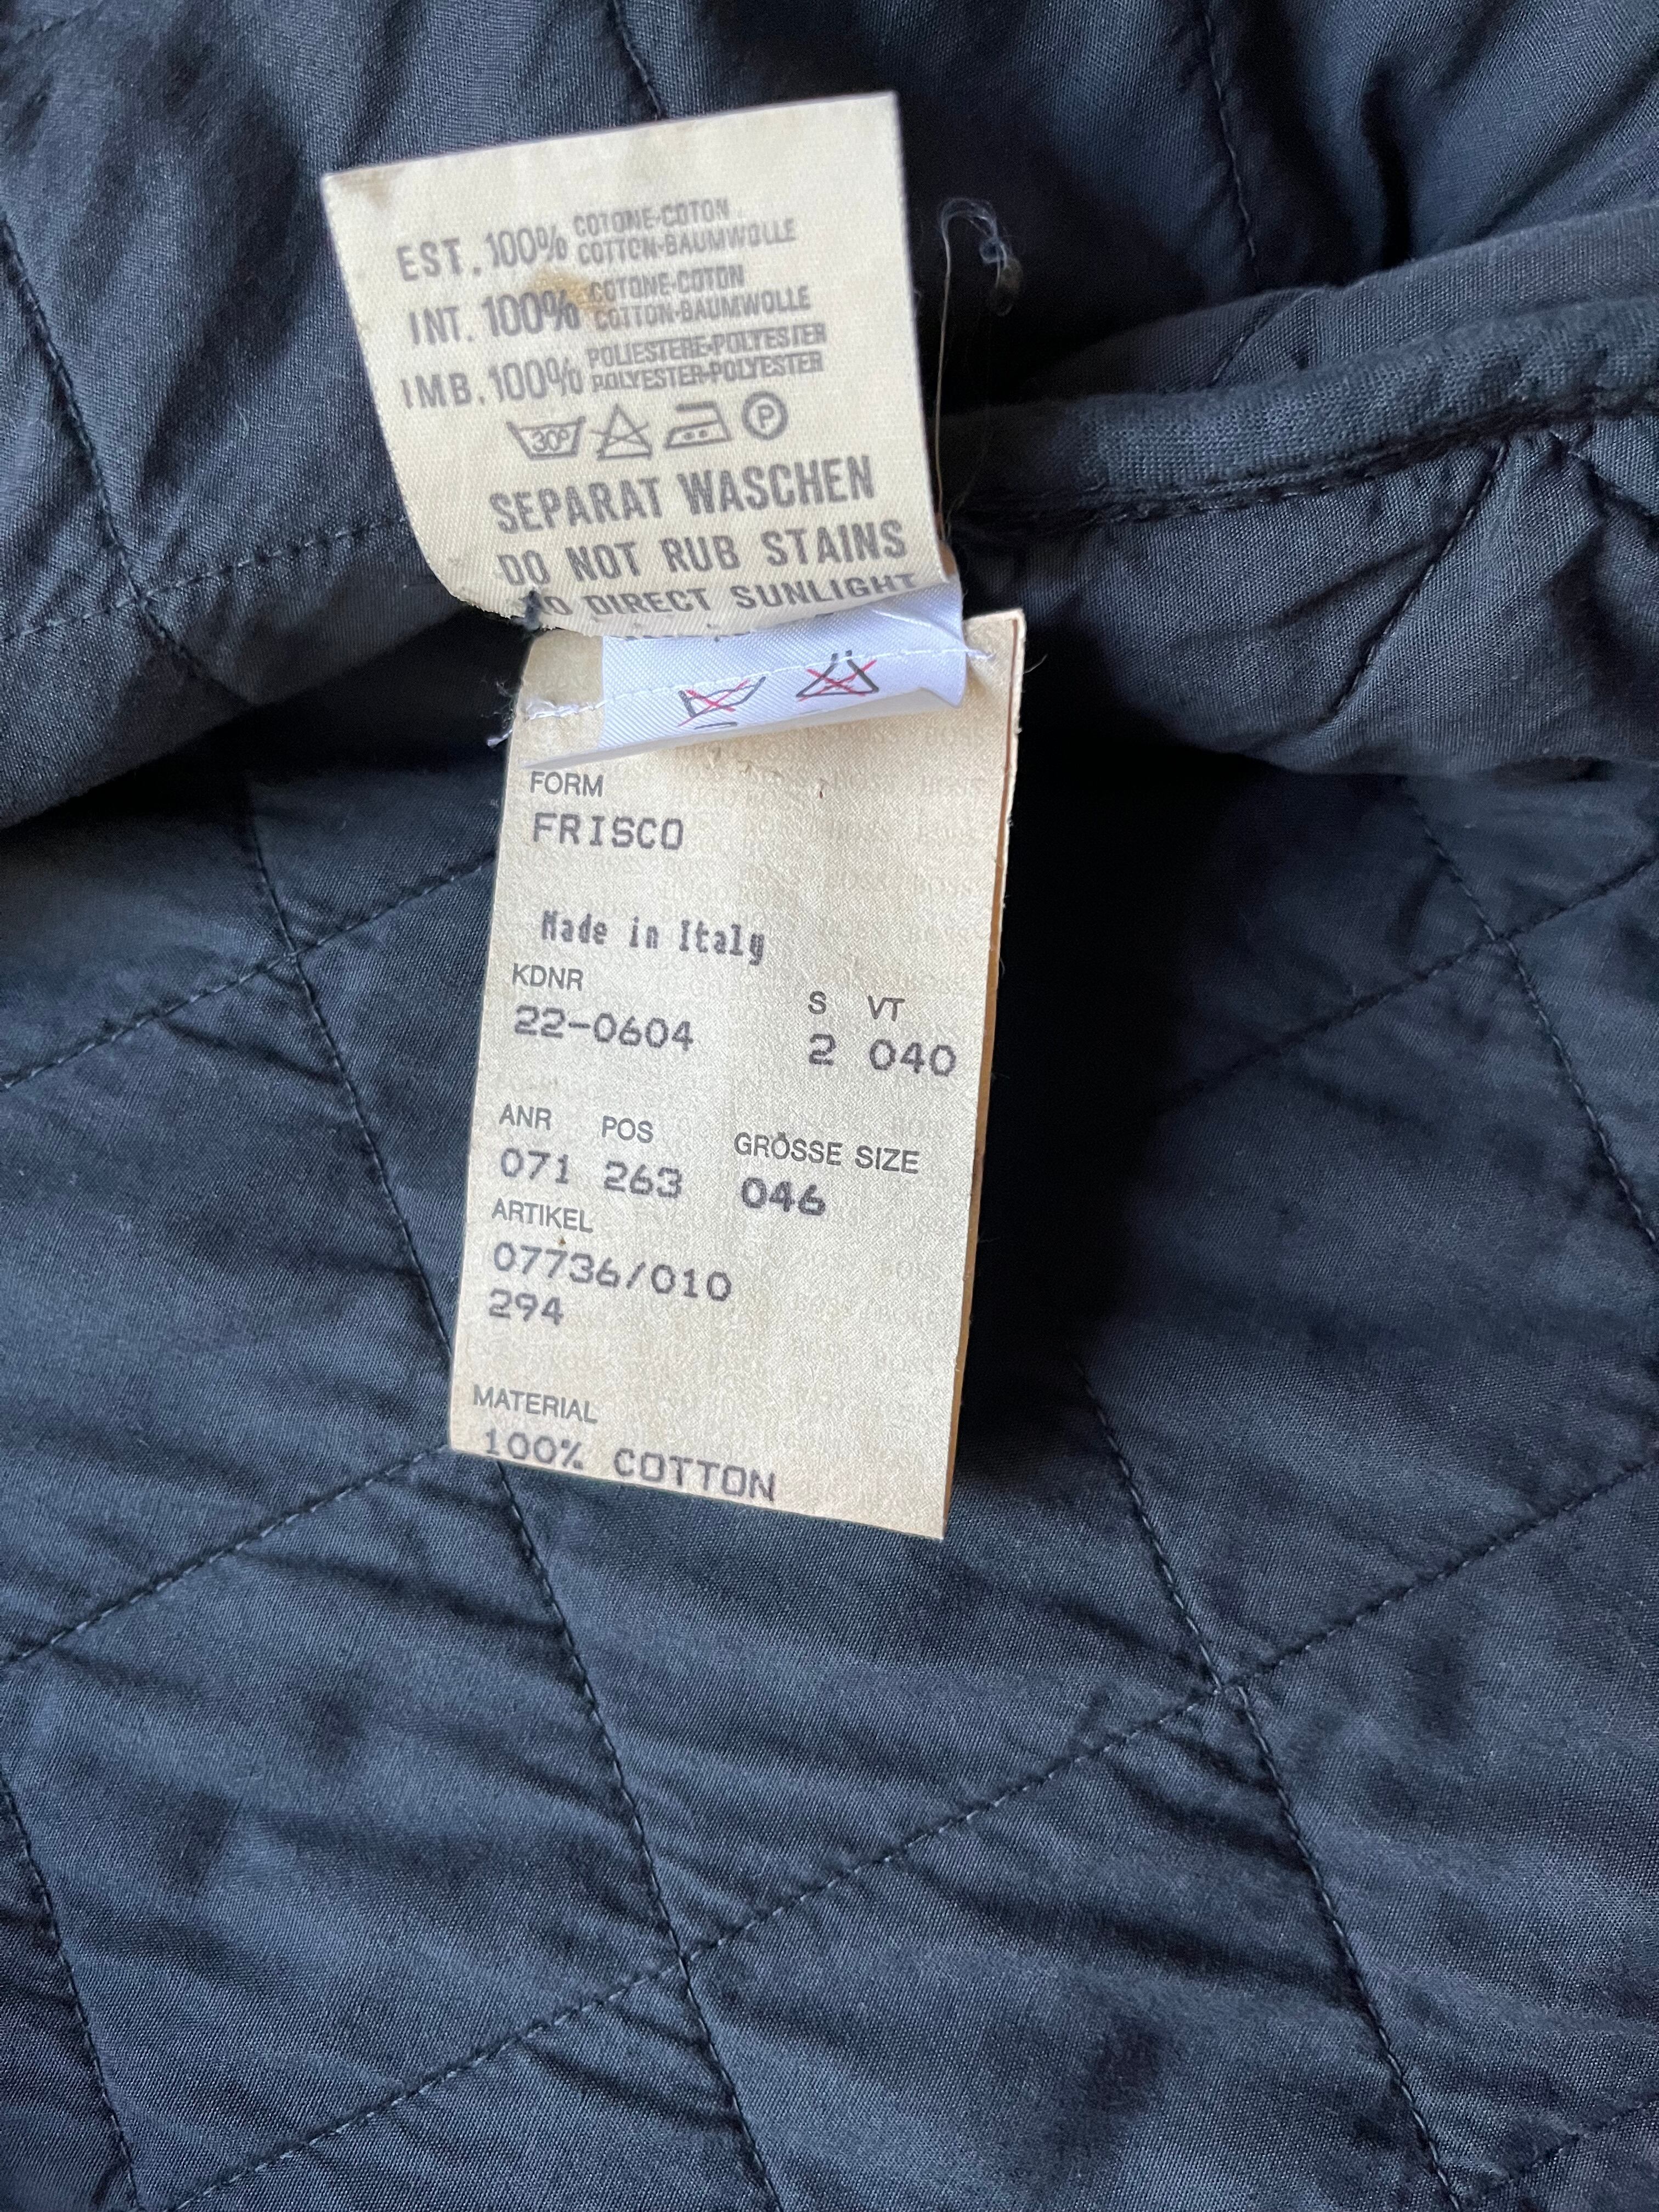 EST. 100% COTONE-COTON
COTTON-BAUMWOLLE
INT. 100% COTONE-COTON
COTTON-BAUMWOLLE
IMB. 100% POLIESTERE-POLYESTER
POLYESTER-POLYESTER
30° P
SEPARAT WASCHEN
DO NOT RUB STAINS
NO DIRECT SUNLIGHT
FORM
FRISCO
Made in Italy
KDNR S VT
22-0604 2 040
ANR POS GRÖSSE SIZE
071 263 046
ARTIKEL
07736/010
294
MATERIAL
100% COTTON